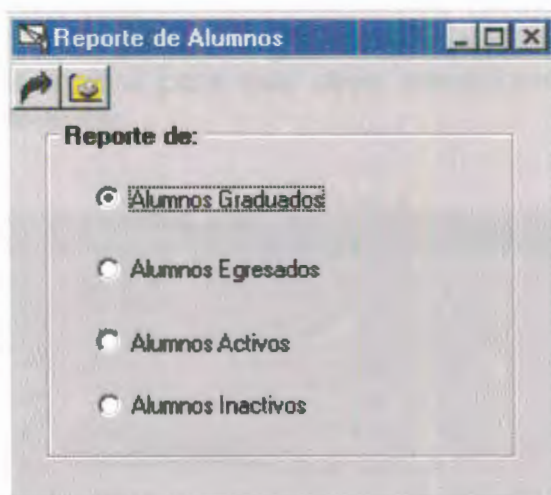 Reporte de Alumnos
Reporte de:
Alumnos Graduados
Alumnos Egresados
Alumnos Activos
Alumnos Inactivos